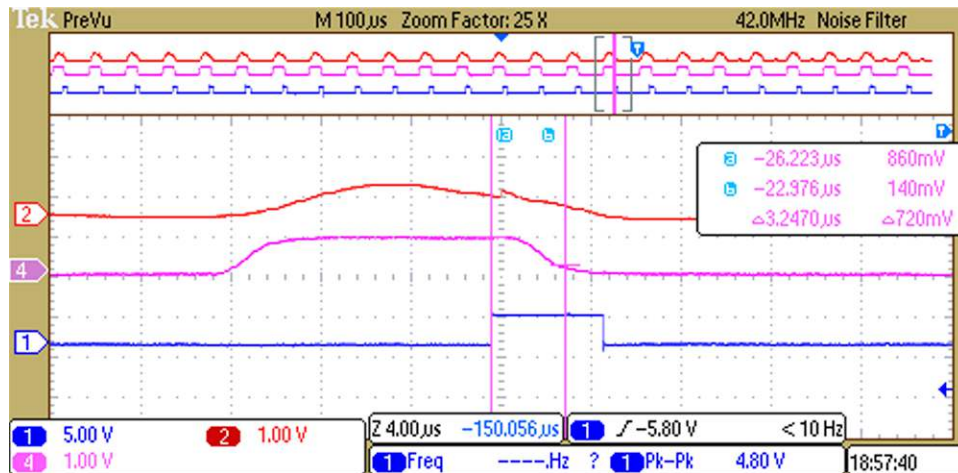 Tek PreVu M 100µs Zoom Factor: 25 X 42.0MHz Noise Filter
T
T
a b
a -26.223µs 860mV
b -22.976µs 140mV
△3.2470µs △720mV
2
4
1
1 5.00 V 2 1.00 V
4 1.00 V
Z 4.00µs -150.056µs
1 -5.80 V < 10 Hz
1 Freq ----.Hz ? 1 Pk-Pk 4.80 V
18:57:40